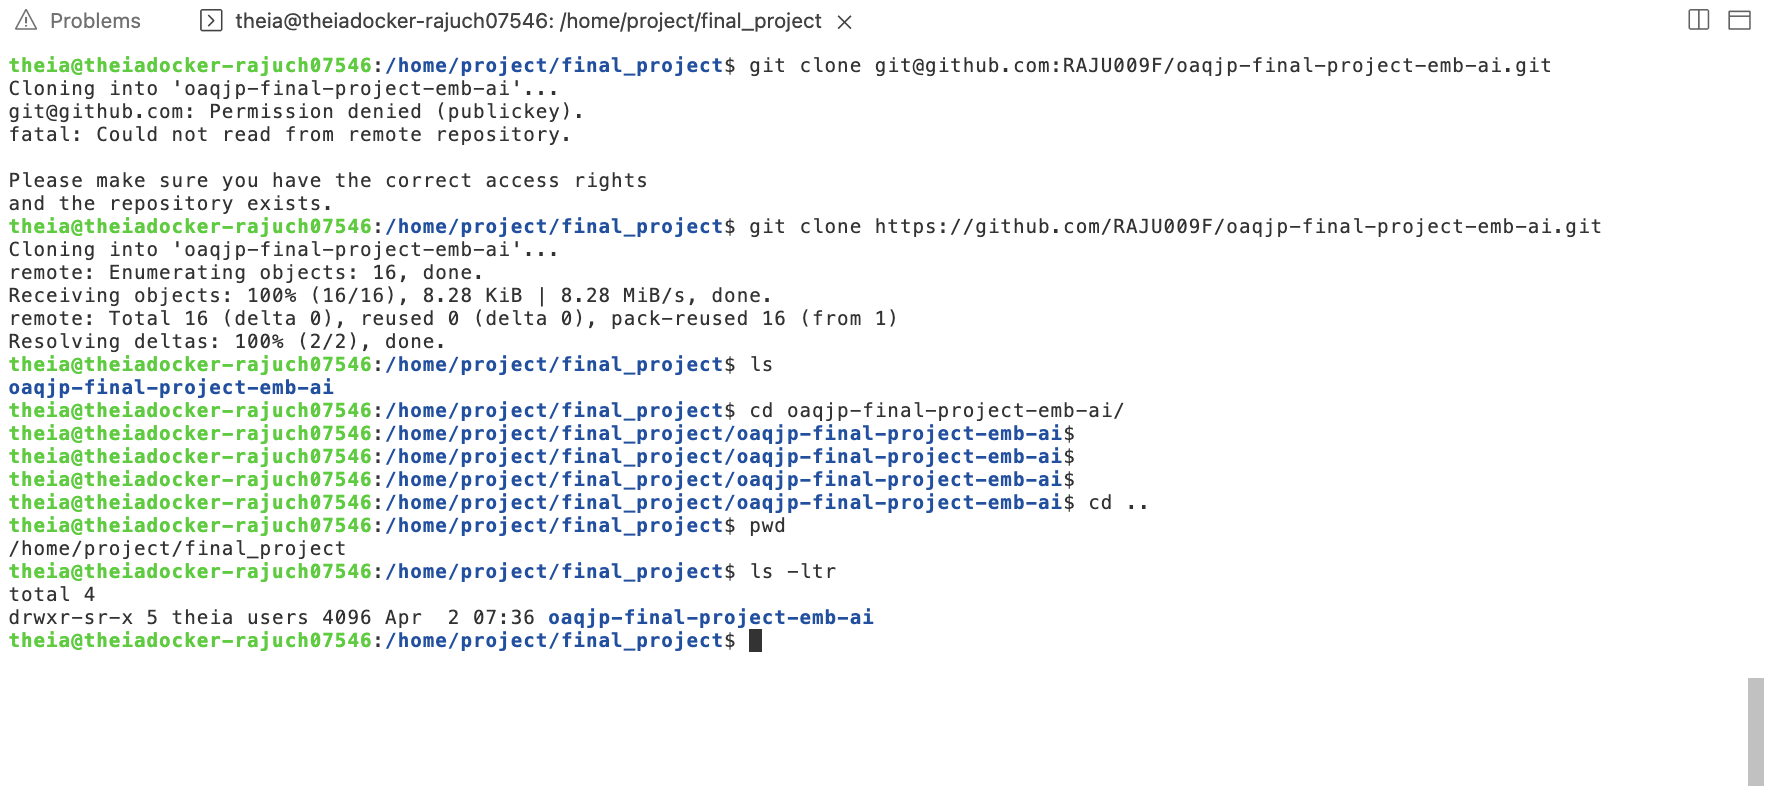 Problems
theia@theiadocker-rajuch07546: /home/project/final_project
theia@theiadocker-rajuch07546:/home/project/final_project$ git clone git@github.com:RAJU009F/oaqjp-final-project-emb-ai.git
Cloning into 'oaqjp-final-project-emb-ai'...
git@github.com: Permission denied (publickey).
fatal: Could not read from remote repository.

Please make sure you have the correct access rights
and the repository exists.
theia@theiadocker-rajuch07546:/home/project/final_project$ git clone https://github.com/RAJU009F/oaqjp-final-project-emb-ai.git
Cloning into 'oaqjp-final-project-emb-ai'...
remote: Enumerating objects: 16, done.
Receiving objects: 100% (16/16), 8.28 KiB | 8.28 MiB/s, done.
remote: Total 16 (delta 0), reused 0 (delta 0), pack-reused 16 (from 1)
Resolving deltas: 100% (2/2), done.
theia@theiadocker-rajuch07546:/home/project/final_project$ ls
oaqjp-final-project-emb-ai
theia@theiadocker-rajuch07546:/home/project/final_project$ cd oaqjp-final-project-emb-ai/
theia@theiadocker-rajuch07546:/home/project/final_project/oaqjp-final-project-emb-ai$
theia@theiadocker-rajuch07546:/home/project/final_project/oaqjp-final-project-emb-ai$
theia@theiadocker-rajuch07546:/home/project/final_project/oaqjp-final-project-emb-ai$
theia@theiadocker-rajuch07546:/home/project/final_project/oaqjp-final-project-emb-ai$ cd ..
theia@theiadocker-rajuch07546:/home/project/final_project$ pwd
/home/project/final_project
theia@theiadocker-rajuch07546:/home/project/final_project$ ls -ltr
total 4
drwxr-sr-x 5 theia users 4096 Apr  2 07:36 oaqjp-final-project-emb-ai
theia@theiadocker-rajuch07546:/home/project/final_project$